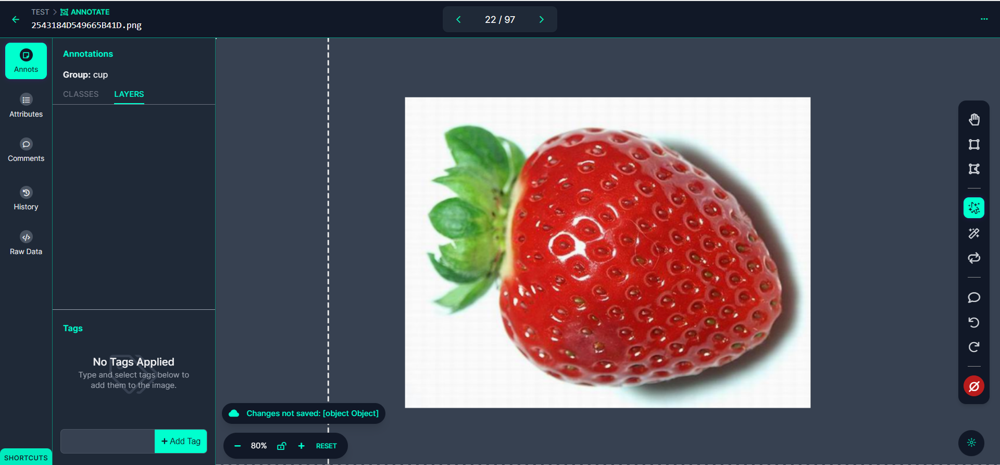 TEST > ANNOTATE
2543184D549665B41D.png
22 / 97
Annots
Attributes
Comments
History
Raw Data
SHORTCUTS
Annotations
Group: cup
CLASSES LAYERS
Tags
No Tags Applied
Type and select tags below to
add them to the image.
+ Add Tag
Changes not saved: [object Object]
− 80% + RESET